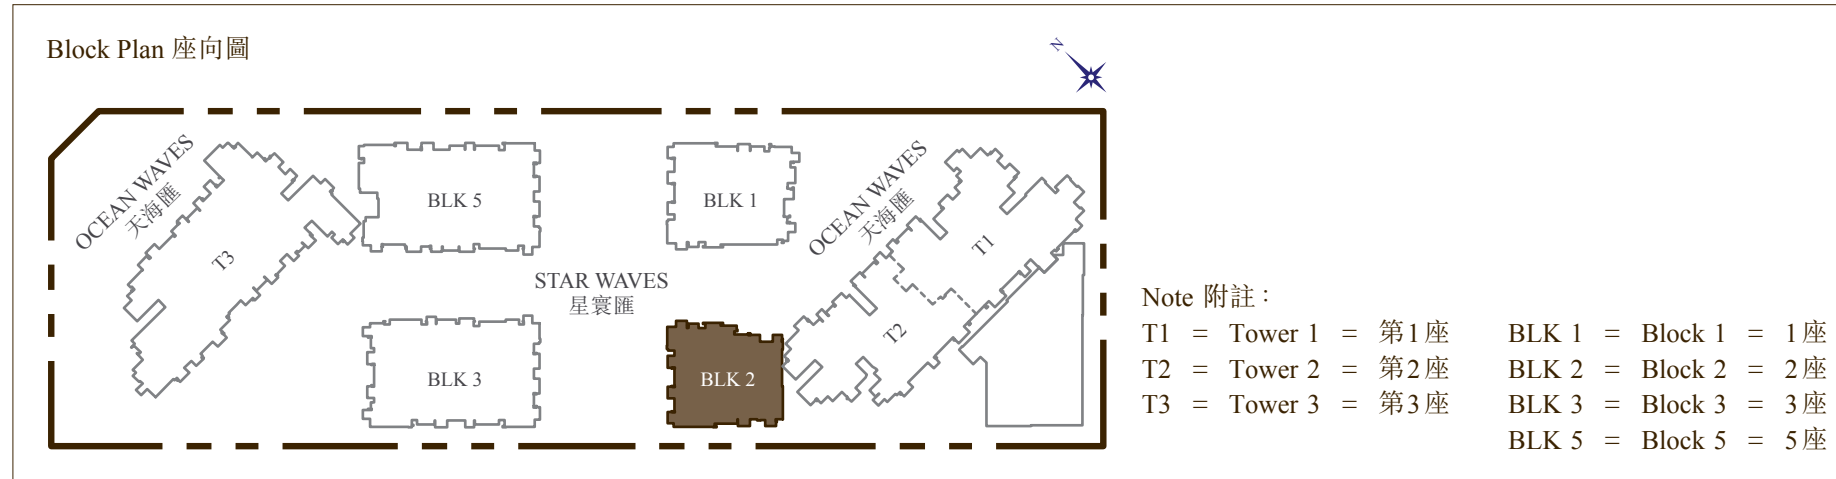 Block Plan 座向圖
N
OCEAN WAVES
天海匯
T3
BLK 5
BLK 1
OCEAN WAVES
天海匯
T1
STAR WAVES
星寰匯
BLK 3
BLK 2
T2
Note 附註：
T1 = Tower 1 = 第1座
T2 = Tower 2 = 第2座
T3 = Tower 3 = 第3座
BLK 1 = Block 1 = 1座
BLK 2 = Block 2 = 2座
BLK 3 = Block 3 = 3座
BLK 5 = Block 5 = 5座